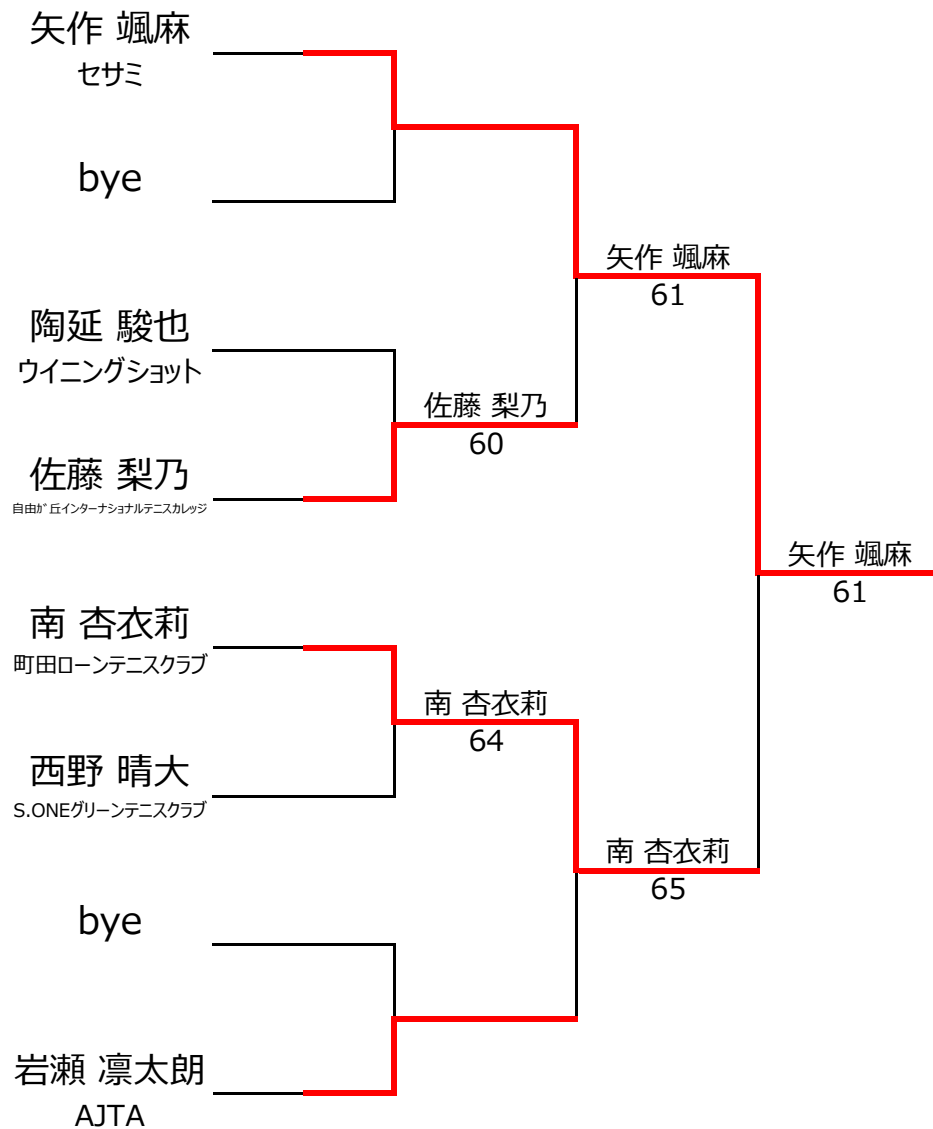 矢作 颯麻
セサミ
bye
陶延 駿也
ウイニングショット
佐藤 梨乃
自由が丘インターナショナルテニスカレッジ
南 杏衣莉
町田ローンテニスクラブ
西野 晴大
S.ONEグリーンテニスクラブ
bye
岩瀬 凛太朗
AJTA
佐藤 梨乃
60
南 杏衣莉
64
矢作 颯麻
61
南 杏衣莉
65
矢作 颯麻
61